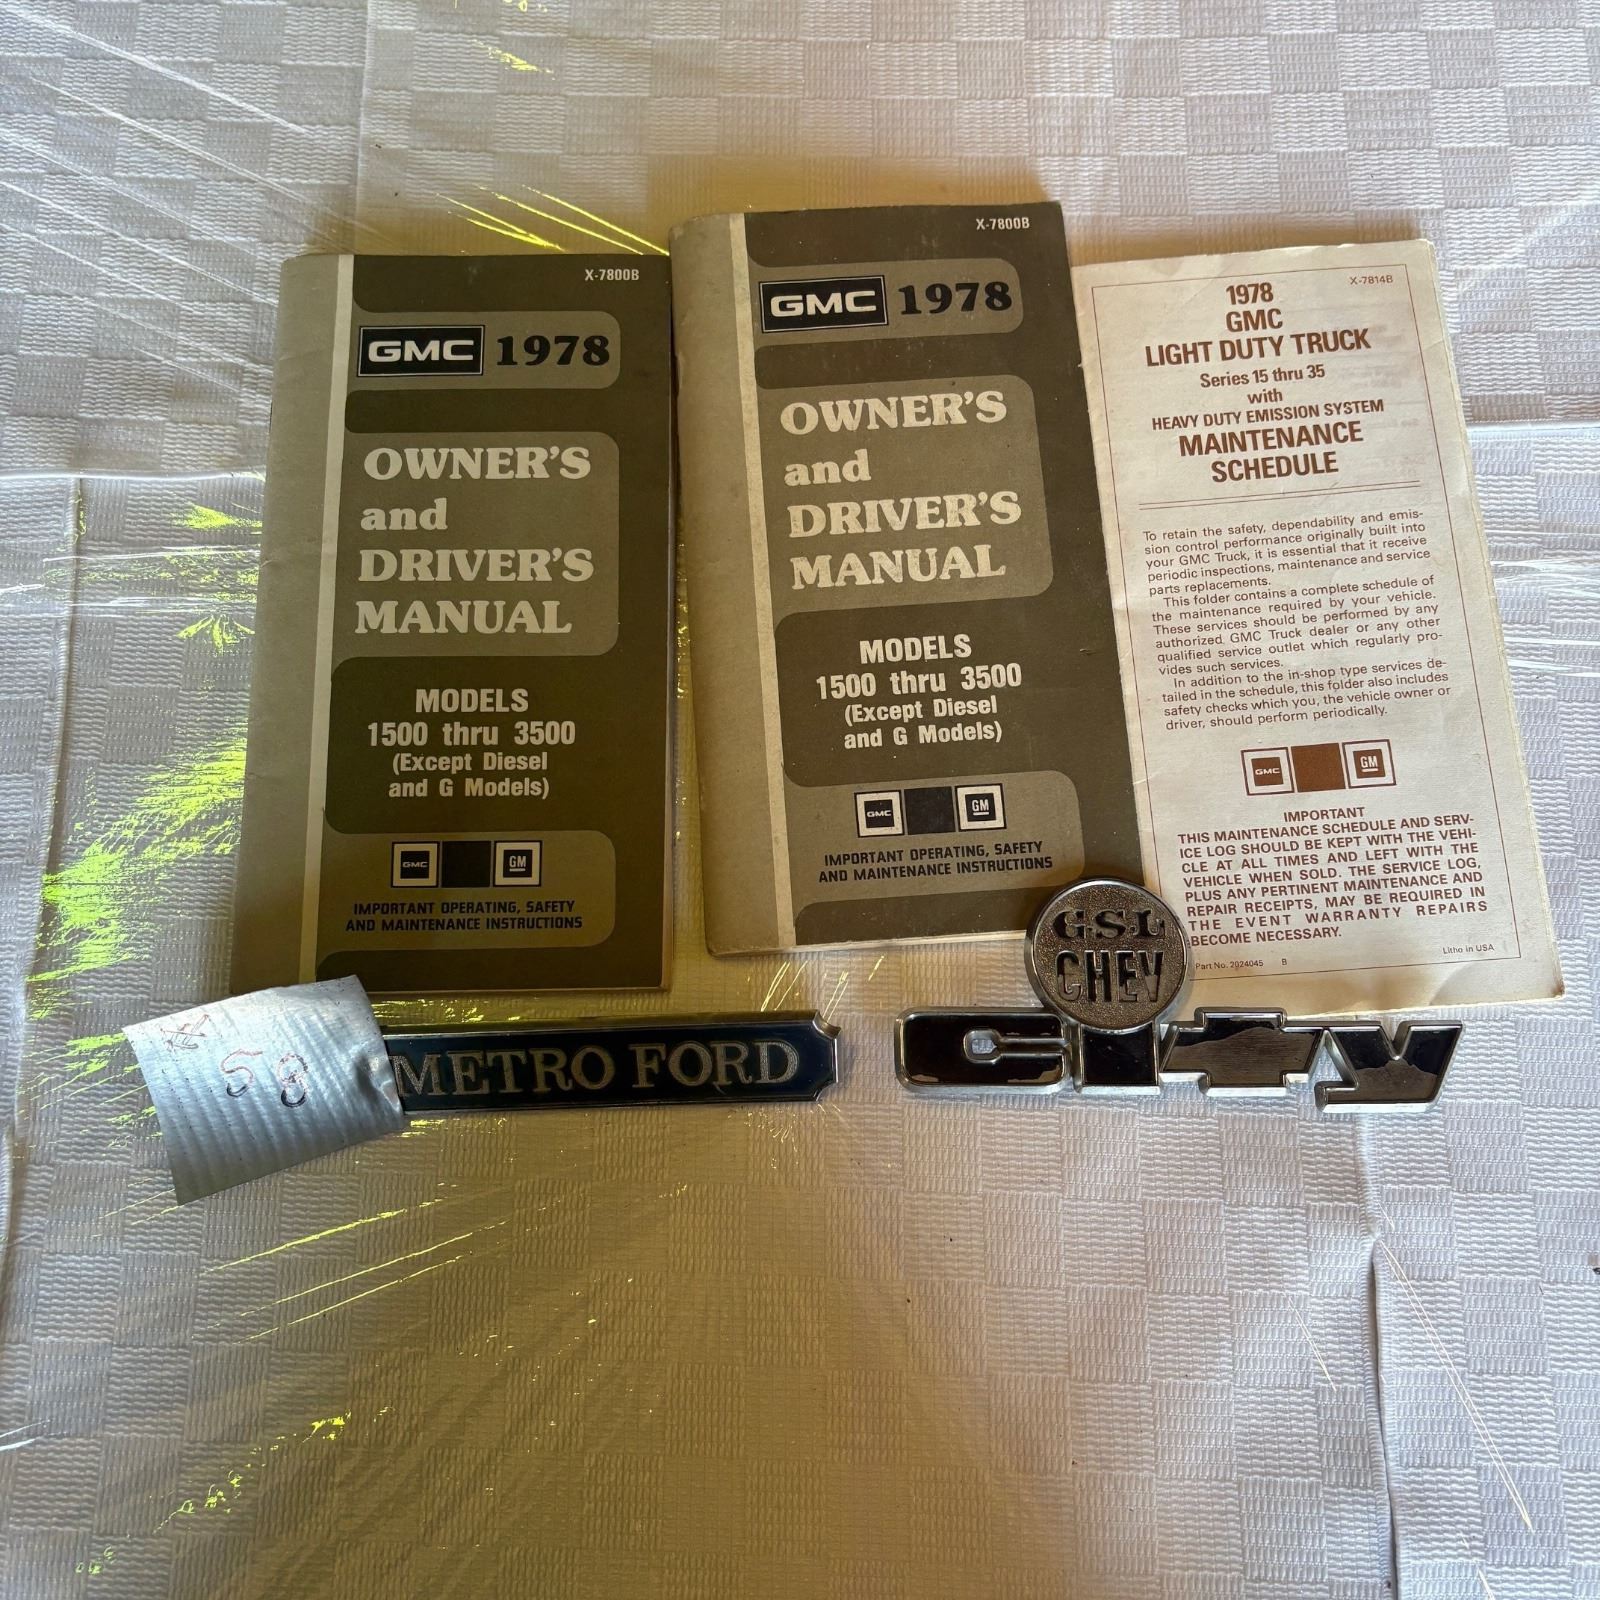 X-7800B
GMC 1978
OWNER'S
and
DRIVER'S
MANUAL
MODELS
1500 thru 3500
(Except Diesel
and G Models)
GMC GM
IMPORTANT OPERATING, SAFETY
AND MAINTENANCE INSTRUCTIONS
X-7800B
GMC 1978
OWNER'S
and
DRIVER'S
MANUAL
MODELS
1500 thru 3500
(Except Diesel
and G Models)
GMC GM
IMPORTANT OPERATING, SAFETY
AND MAINTENANCE INSTRUCTIONS
X-7814B
1978
GMC
LIGHT DUTY TRUCK
Series 15 thru 35
with
HEAVY DUTY EMISSION SYSTEM
MAINTENANCE
SCHEDULE
To retain the safety, dependability and emis-
sion control performance originally built into
your GMC Truck, it is essential that it receive
periodic inspections, maintenance and service
parts replacements.
This folder contains a complete schedule of
the maintenance required by your vehicle.
These services should be performed by any
authorized GMC Truck dealer or any other
qualified service outlet which regularly pro-
vides such services.
In addition to the in-shop type services de-
tailed in the schedule, this folder also includes
safety checks which you, the vehicle owner or
driver, should perform periodically.
GMC GM
IMPORTANT
THIS MAINTENANCE SCHEDULE AND SERV-
ICE LOG SHOULD BE KEPT WITH THE VEHI-
CLE AT ALL TIMES AND LEFT WITH THE
VEHICLE WHEN SOLD. THE SERVICE LOG,
PLUS ANY PERTINENT MAINTENANCE AND
REPAIR RECEIPTS, MAY BE REQUIRED IN
THE EVENT WARRANTY REPAIRS
BECOME NECESSARY.
Litho in USA
Part No. 2024045 B
# 58
METRO FORD
GSL
CHEV
City